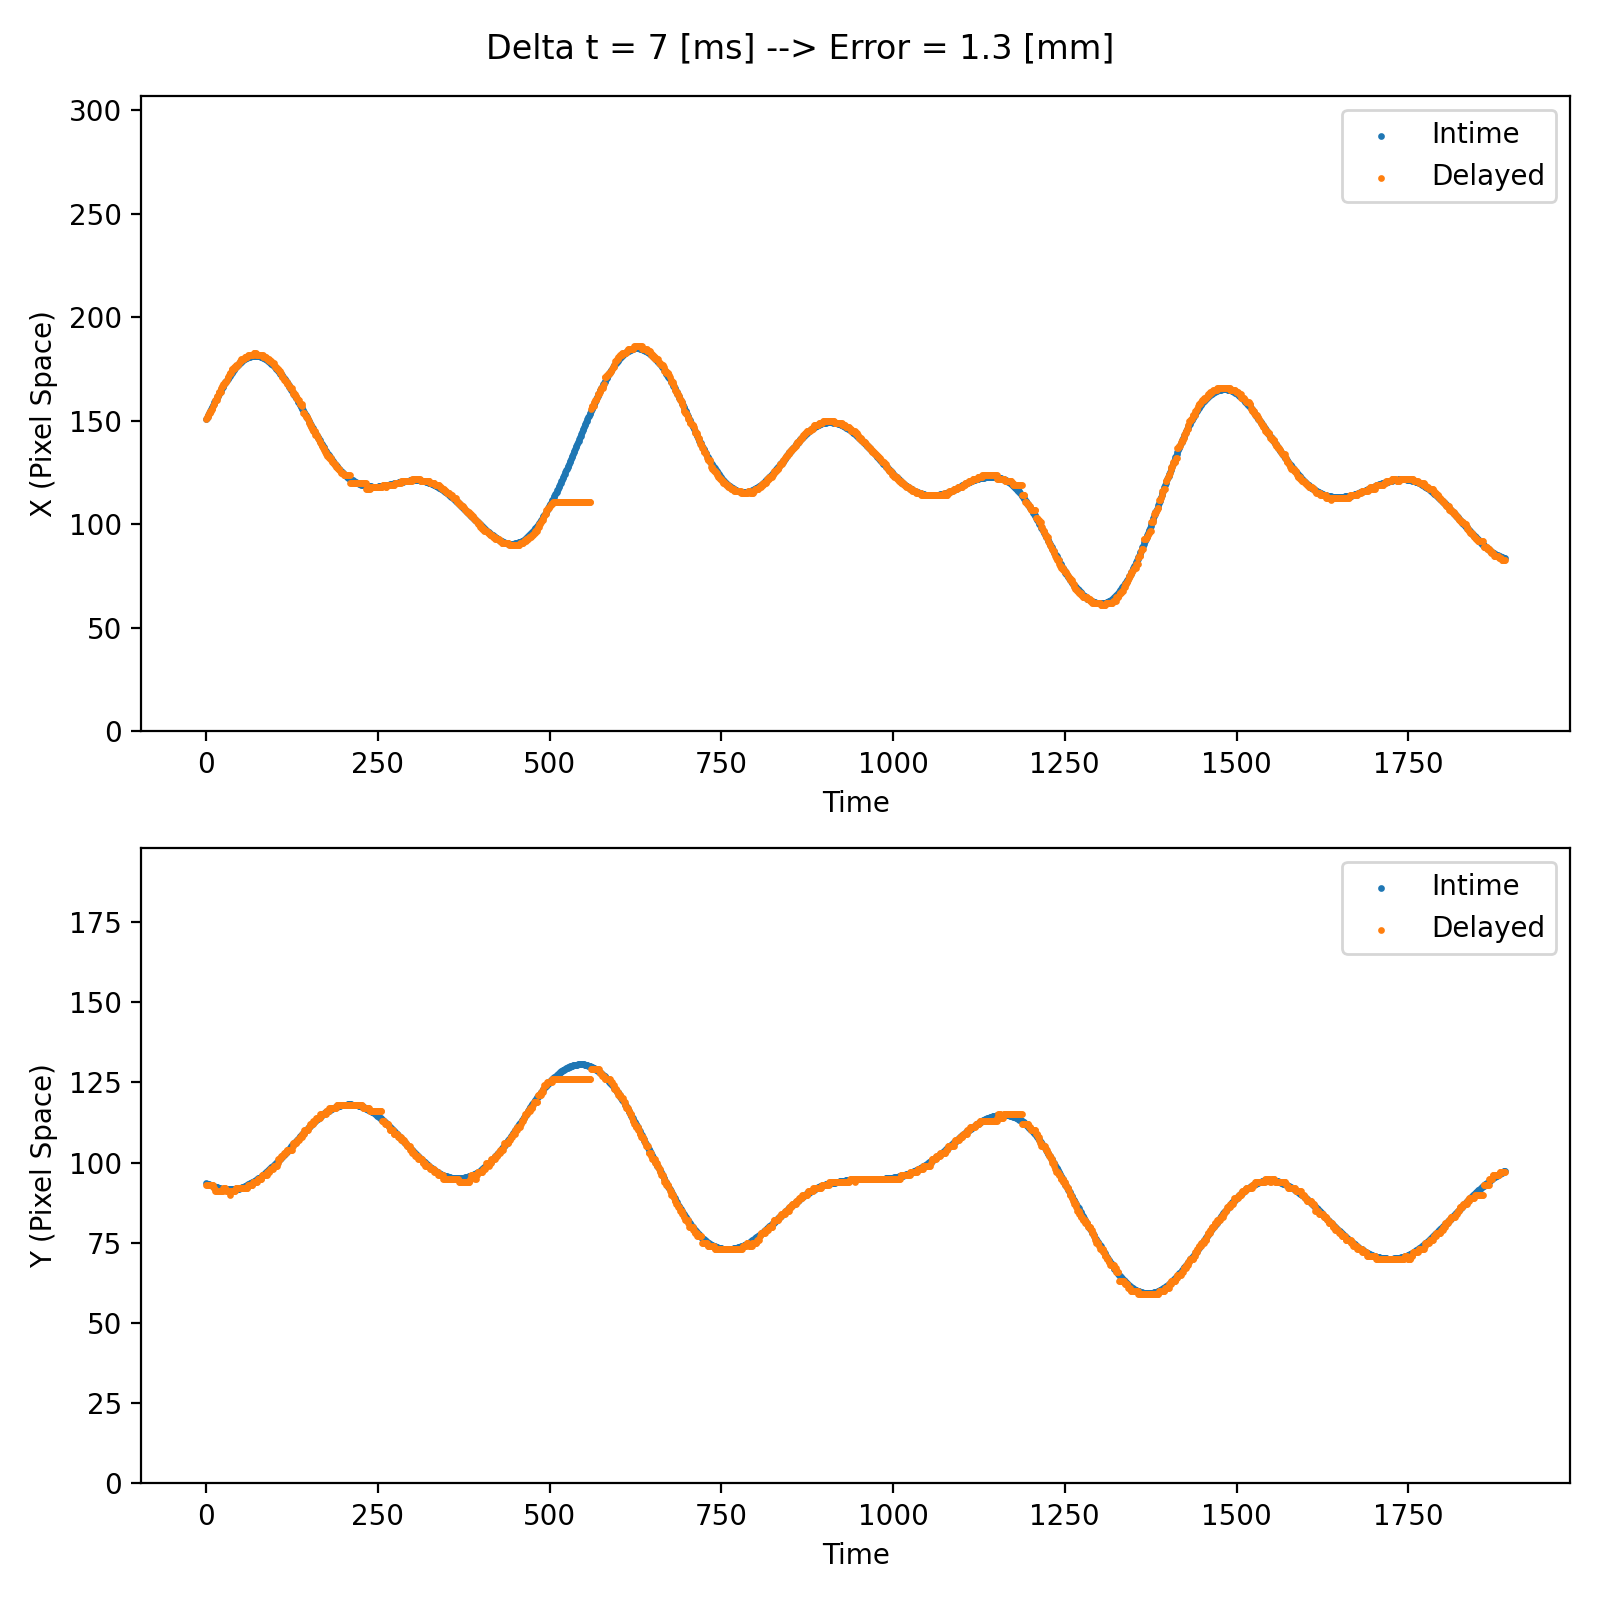 Delta t = 7 [ms] --> Error = 1.3 [mm]
300
250
200
150
100
50
0
X (Pixel Space)
Intime
Delayed
0 250 500 750 1000 1250 1500 1750
Time
175
150
125
100
75
50
25
0
Y (Pixel Space)
Intime
Delayed
0 250 500 750 1000 1250 1500 1750
Time